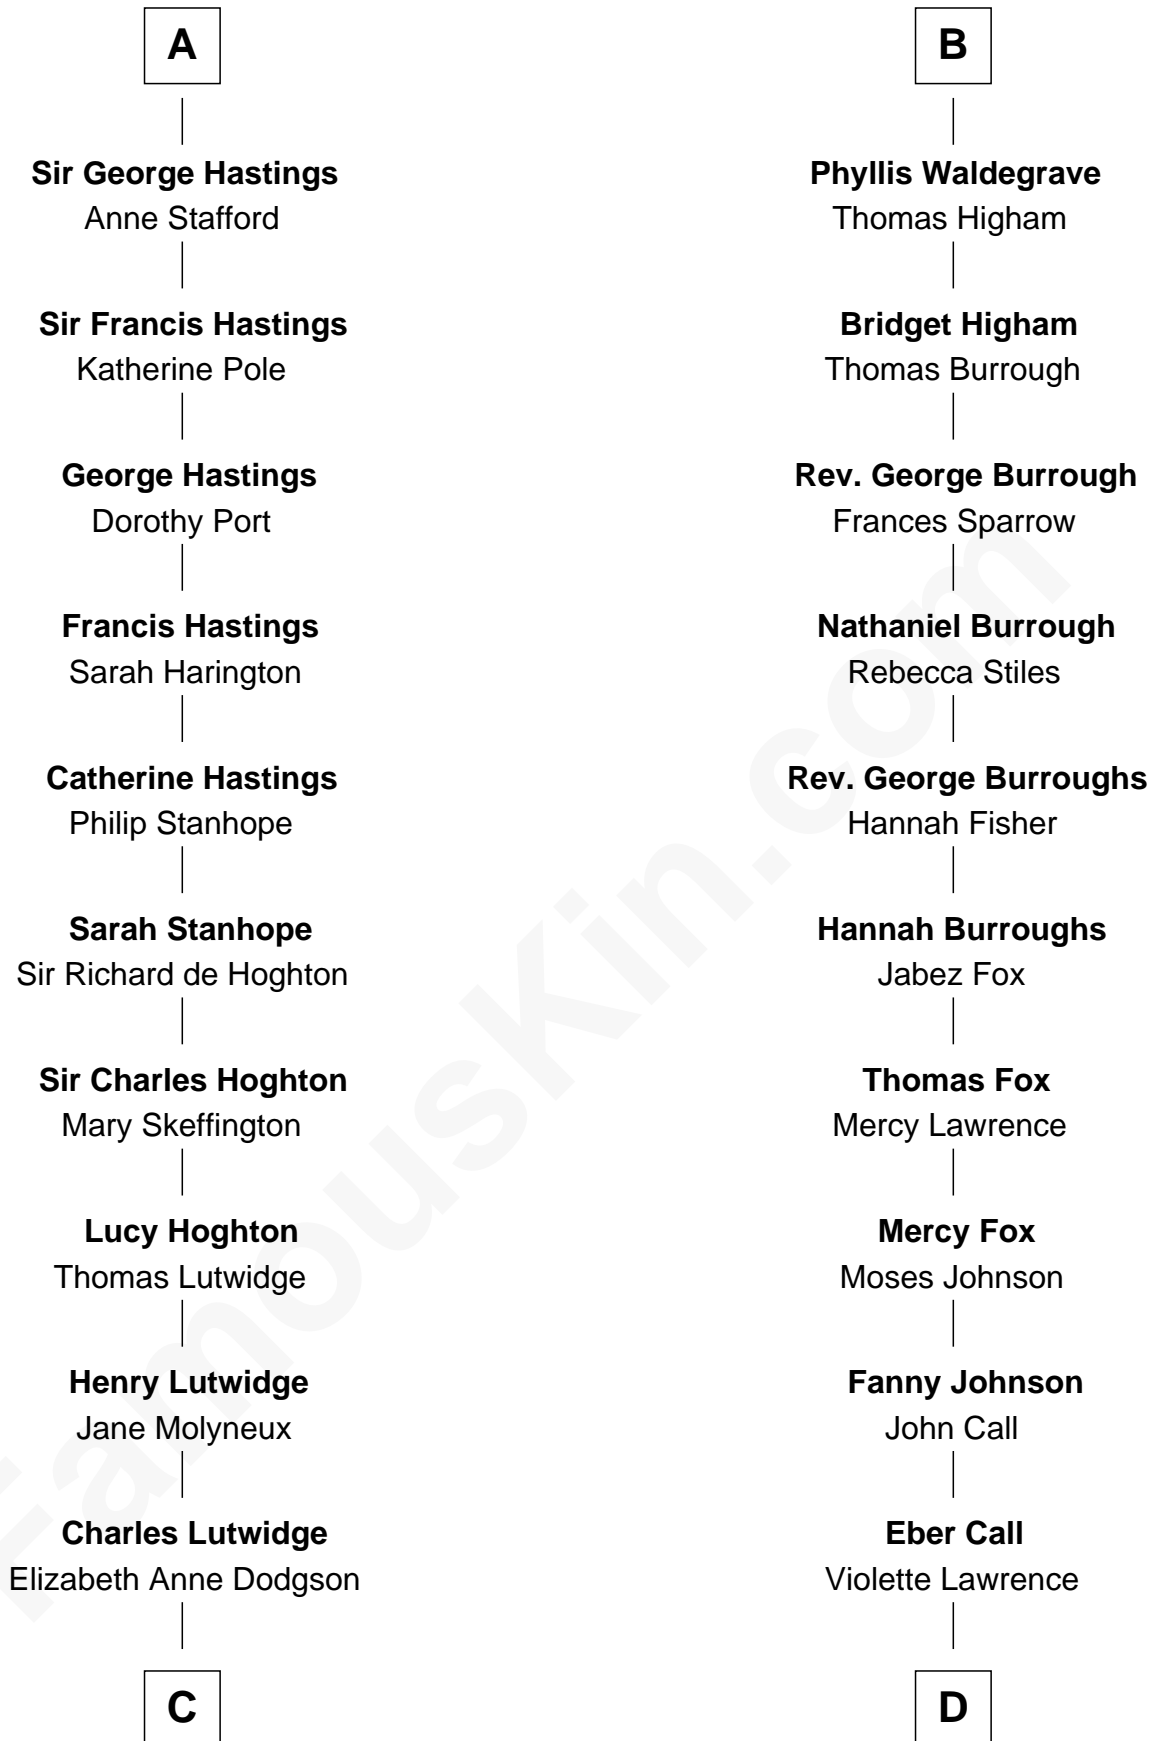 A
Sir George Hastings
Anne Stafford
Sir Francis Hastings
Katherine Pole
George Hastings
Dorothy Port
Francis Hastings
Sarah Harington
Catherine Hastings
Philip Stanhope
Sarah Stanhope
Sir Richard de Hoghton
Sir Charles Hoghton
Mary Skeffington
Lucy Hoghton
Thomas Lutwidge
Henry Lutwidge
Jane Molyneux
Charles Lutwidge
Elizabeth Anne Dodgson
C
B
Phyllis Waldegrave
Thomas Higham
Bridget Higham
Thomas Burrough
Rev. George Burrough
Frances Sparrow
Nathaniel Burrough
Rebecca Stiles
Rev. George Burroughs
Hannah Fisher
Hannah Burroughs
Jabez Fox
Thomas Fox
Mercy Lawrence
Mercy Fox
Moses Johnson
Fanny Johnson
John Call
Eber Call
Violette Lawrence
D
FamousKin.com